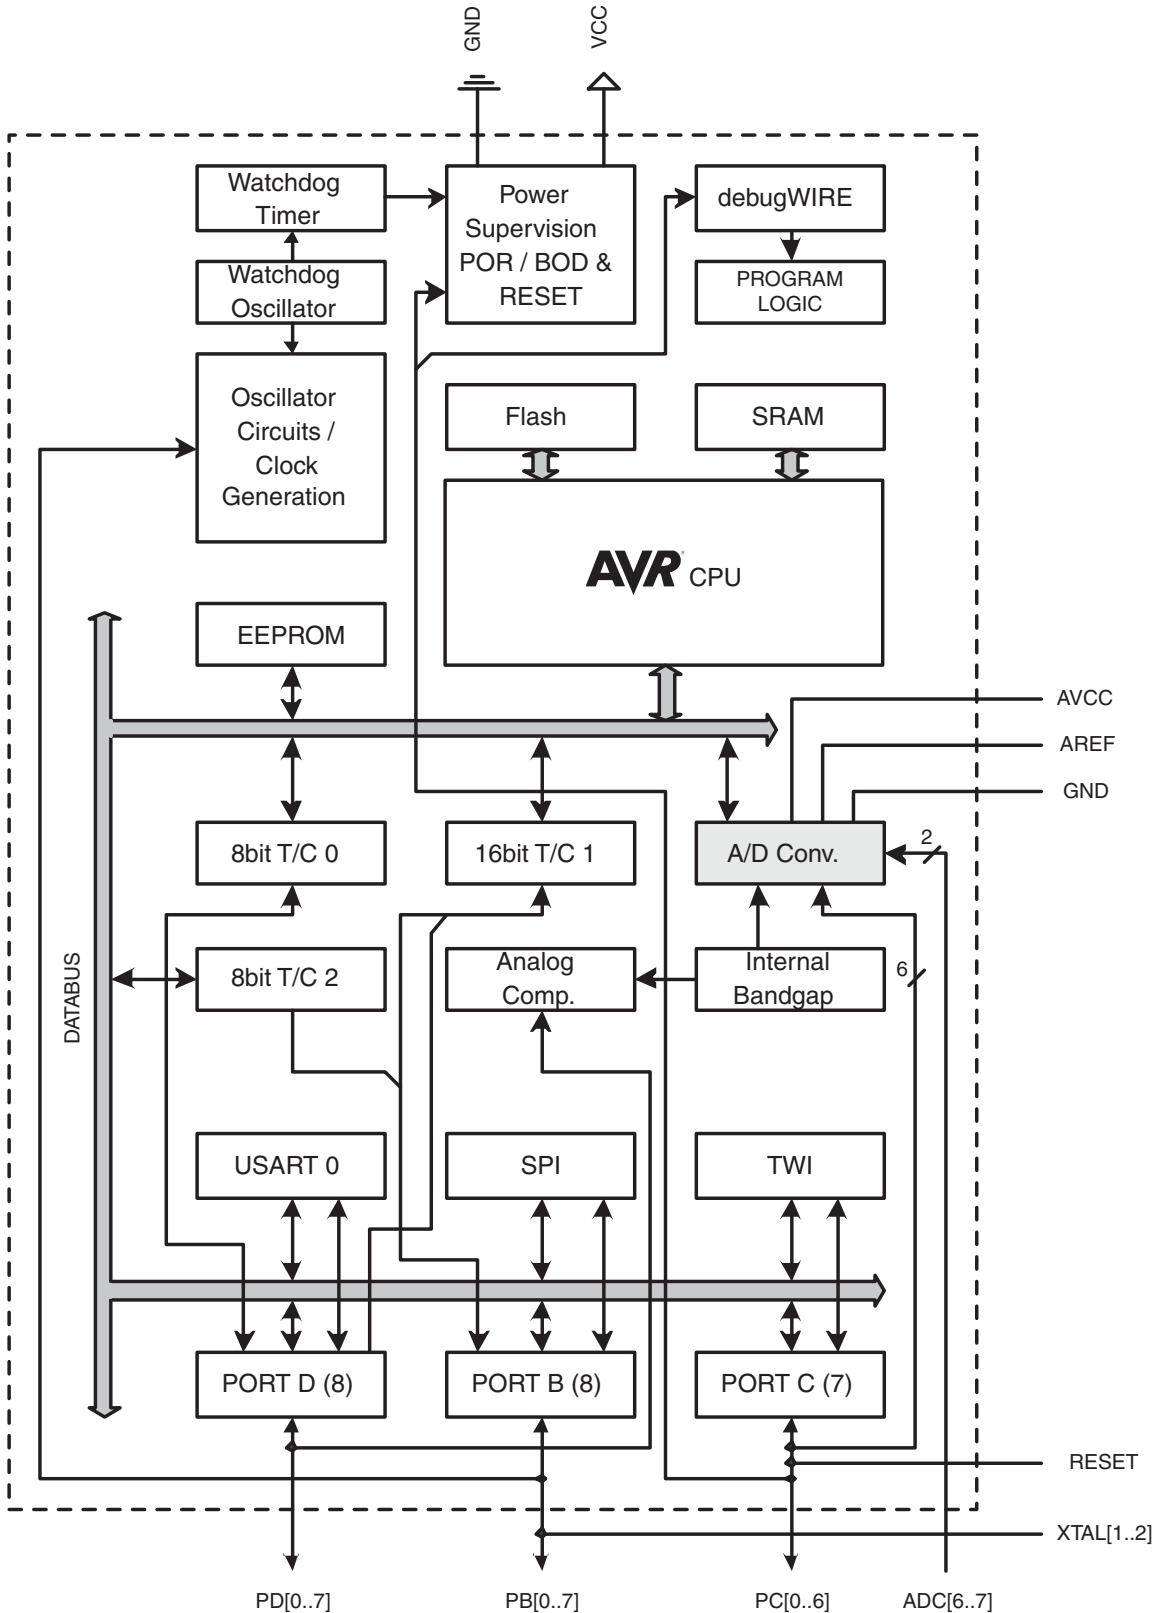 GND
VCC
Watchdog
Timer
Power
Supervision
POR / BOD &
RESET
debugWIRE
Watchdog
Oscillator
PROGRAM
LOGIC
Oscillator
Circuits /
Clock
Generation
Flash
SRAM
AVR CPU
EEPROM
AVCC
AREF
GND
8bit T/C 0
16bit T/C 1
A/D Conv.
2
DATABUS
8bit T/C 2
Analog
Comp.
Internal
Bandgap
6
USART 0
SPI
TWI
PORT D (8)
PORT B (8)
PORT C (7)
RESET
XTAL[1..2]
PD[0..7]
PB[0..7]
PC[0..6]
ADC[6..7]